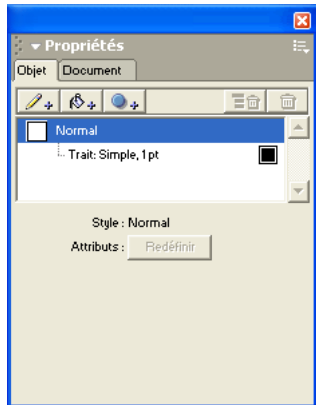 Propriétés
Objet Document
Normal
Trait: Simple, 1 pt
Style : Normal
Attributs : Redéfinir